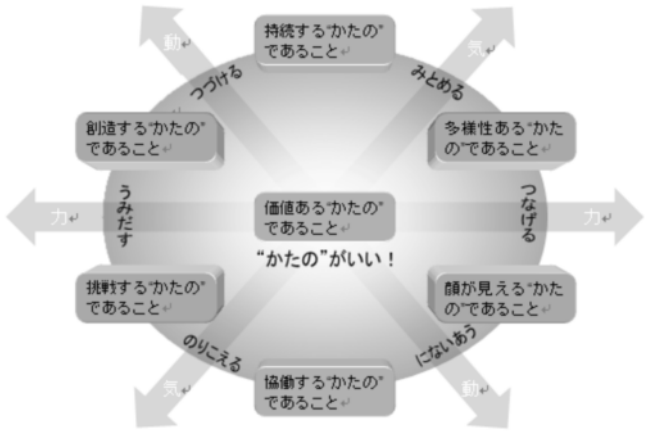 持続する“かたの”
であること
動
気
つづける
みとめる
創造する“かたの”
であること
多様性ある“かた
の”であること
うみだす
つなげる
力
価値ある“かたの”
であること
力
“かたの”がいい！
挑戦する“かたの”
であること
顔が見える“かた
の”であること
のりこえる
にないあう
気
協働する“かたの”
であること
動